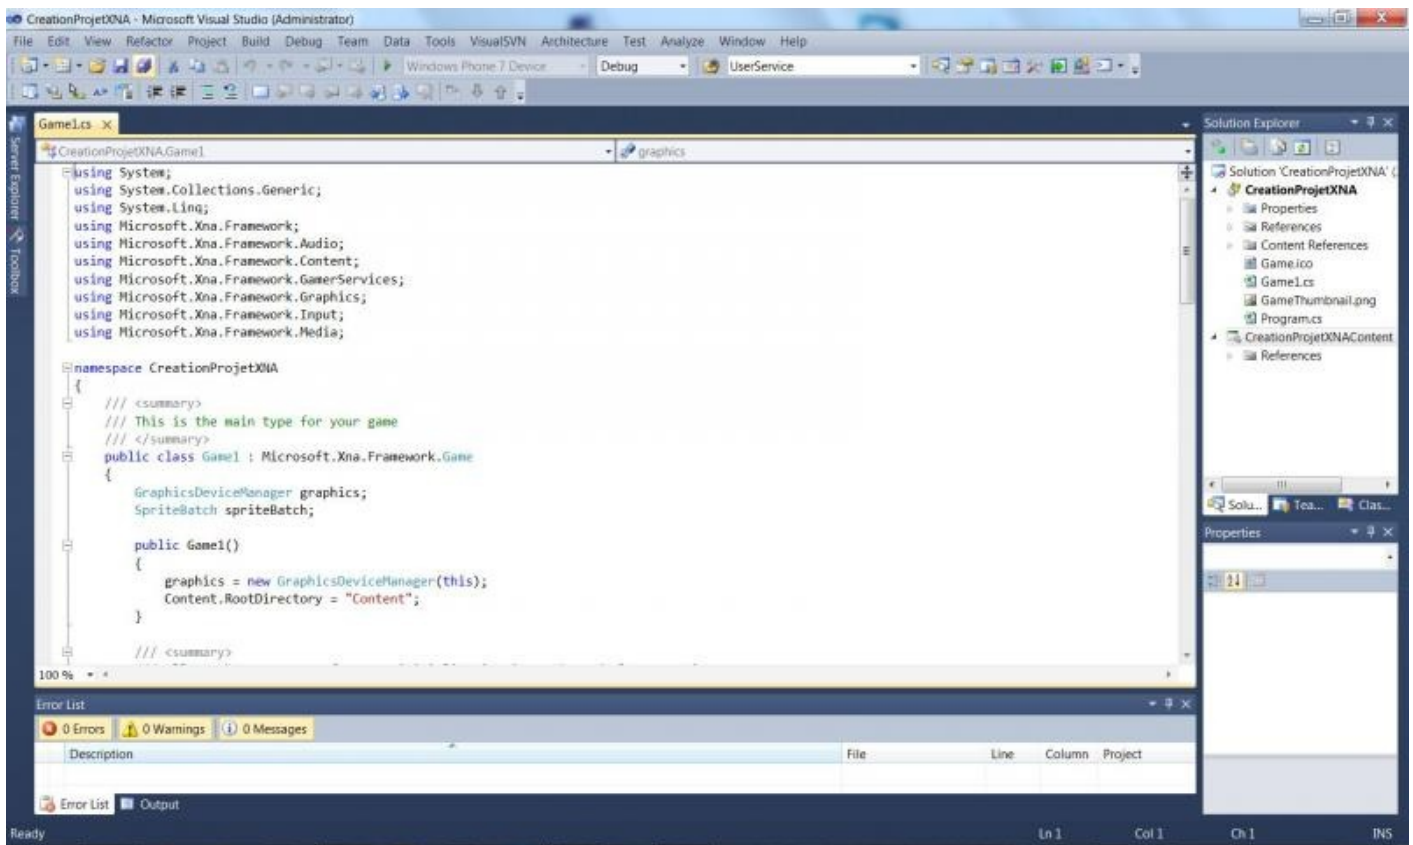 CreationProjetXNA - Microsoft Visual Studio (Administrator)
File Edit View Refactor Project Build Debug Team Data Tools VisualSVN Architecture Test Analyze Window Help
Windows Phone 7 Device Debug UserService
Server Explorer
Toolbox
Game1.cs
CreationProjetXNA.Game1 graphics
using System;
using System.Collections.Generic;
using System.Linq;
using Microsoft.Xna.Framework;
using Microsoft.Xna.Framework.Audio;
using Microsoft.Xna.Framework.Content;
using Microsoft.Xna.Framework.GamerServices;
using Microsoft.Xna.Framework.Graphics;
using Microsoft.Xna.Framework.Input;
using Microsoft.Xna.Framework.Media;
namespace CreationProjetXNA
{
/// <summary>
/// This is the main type for your game
/// </summary>
public class Game1 : Microsoft.Xna.Framework.Game
{
GraphicsDeviceManager graphics;
SpriteBatch spriteBatch;
public Game1()
{
graphics = new GraphicsDeviceManager(this);
Content.RootDirectory = "Content";
}
/// <summary>
100 %
Solution Explorer
Solution 'CreationProjetXNA' (
CreationProjetXNA
Properties
References
Content References
Game.ico
Game1.cs
GameThumbnail.png
Program.cs
CreationProjetXNAContent
References
Solu... Tea... Clas...
Properties
Error List
0 Errors 0 Warnings 0 Messages
Description File Line Column Project
Error List Output
Ready Ln 1 Col 1 Ch 1 INS